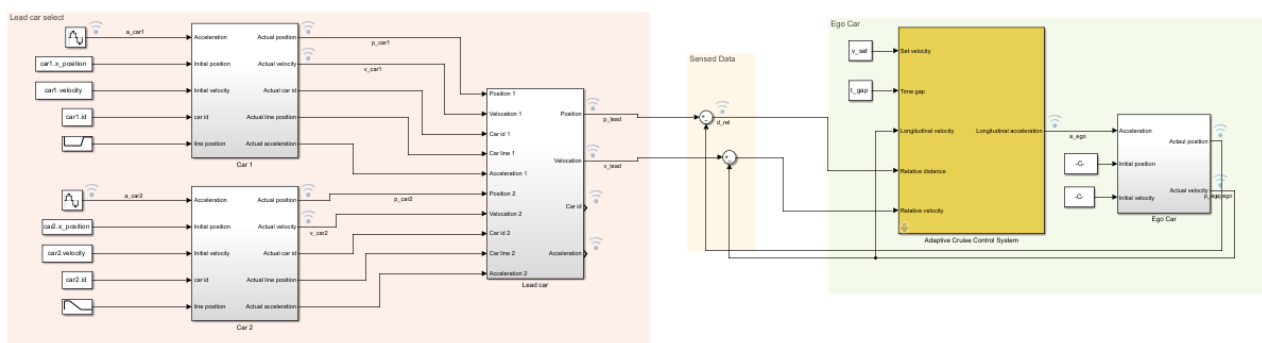 Lead car select
a_car1
Acceleration
Actual position
p_car1
car1.x_position
Initial position
Actual velocity
v_car1
car1.velocity
Initial velocity
Actual car id
car1.id
car id
Actual line position
line position
Actual acceleration
Car 1
a_car2
Acceleration
Actual position
p_car2
car2.x_position
Initial position
Actual velocity
v_car2
car2.velocity
Initial velocity
Actual car id
car2.id
car id
Actual line position
line position
Actual acceleration
Car 2
Position 1
Velocation 1
Car id 1
Car line 1
Acceleration 1
Position 2
Velocation 2
Car id 2
Car line 2
Acceleration 2
Position
Velocation
Car id
Acceleration
Lead car
p_lead
v_lead
Sensed Data
d_rel
Ego Car
v_set
Set velocity
t_gap
Time gap
Longitudinal velocity
Longitudinal acceleration
Relative distance
Relative velocity
Adaptive Cruise Control System
a_ego
Acceleration
-C-
Initial position
-C-
Initial velocity
Actaul position
Actual velocity
Ego Car